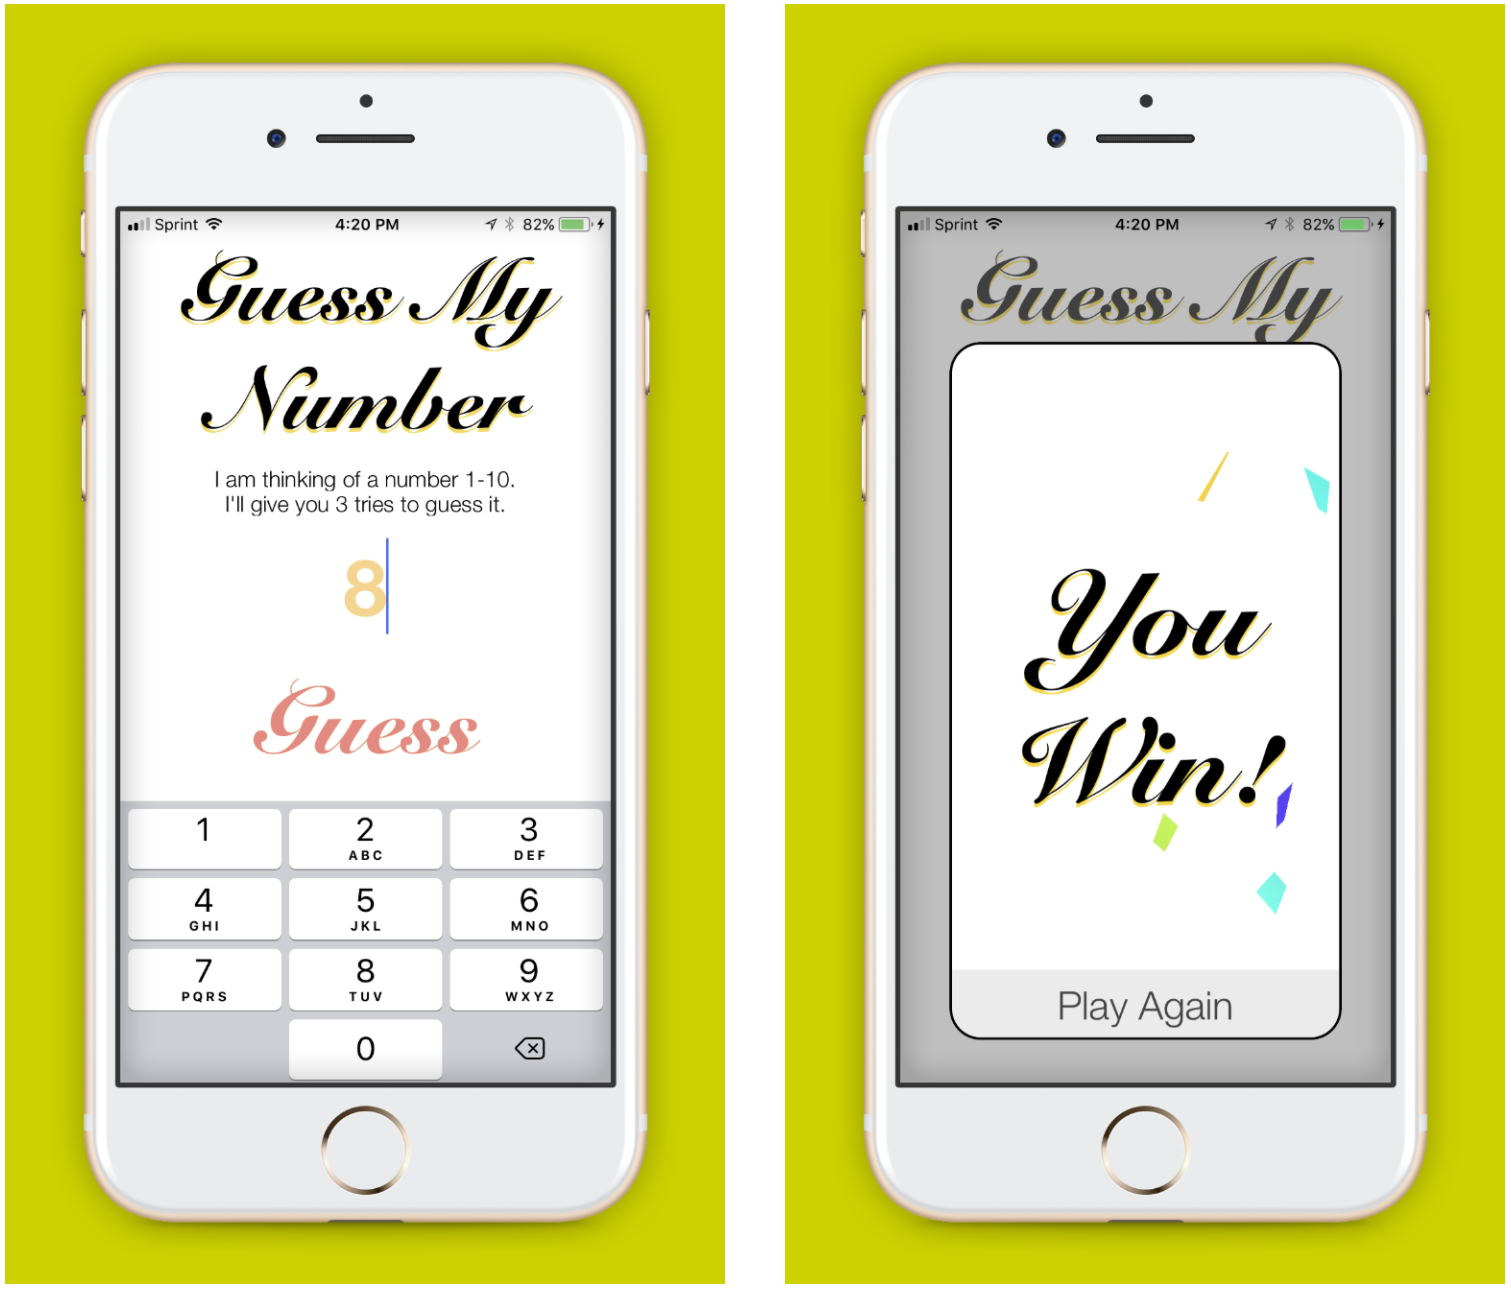 Sprint 4:20 PM 82%
Guess My
Number
I am thinking of a number 1-10.
I'll give you 3 tries to guess it.
8
Guess
1 2 3
ABC DEF
4 5 6
GHI JKL MNO
7 8 9
PQRS TUV WXYZ
0
Sprint 4:20 PM 82%
Guess My
You
Win!
Play Again